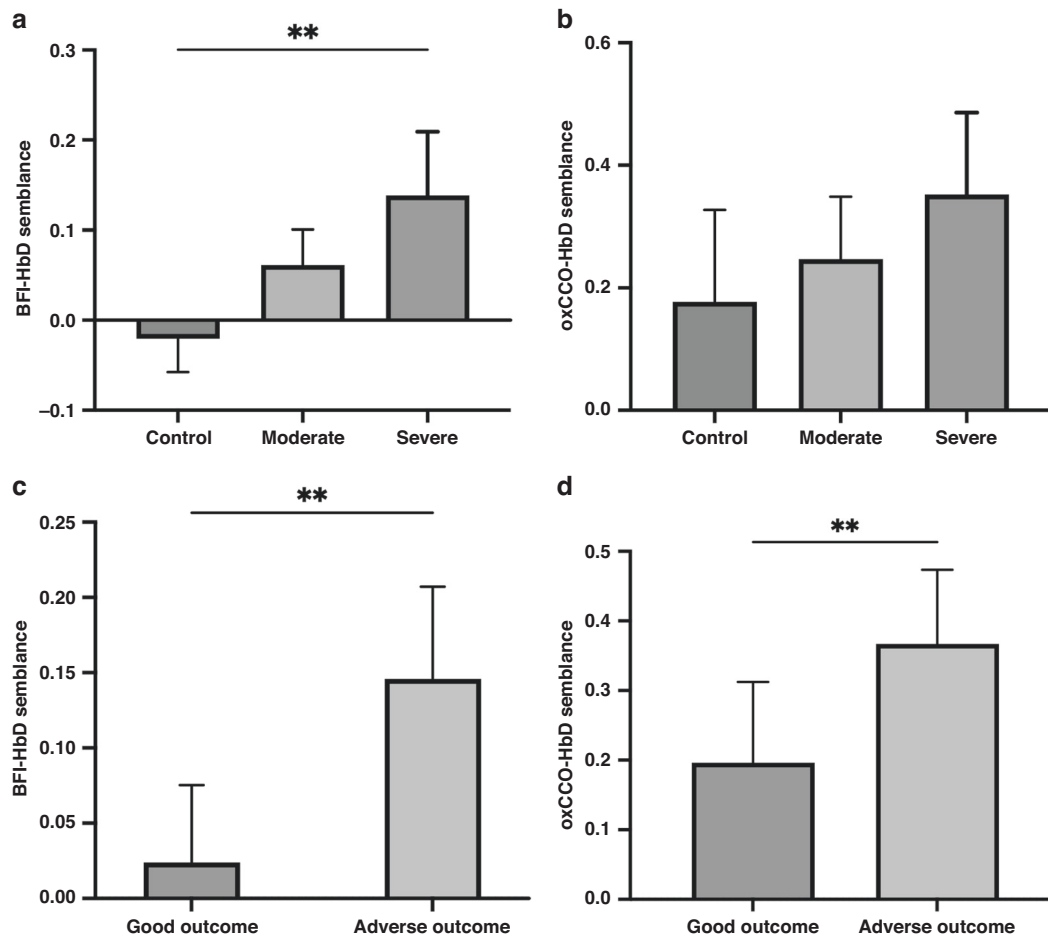 a
**
0.3
0.2
0.1
0.0
–0.1
BFI-HbD semblance
Control Moderate Severe
b
0.6
0.4
0.2
0.0
oxCCO-HbD semblance
Control Moderate Severe
c
**
0.25
0.20
0.15
0.10
0.05
0.00
BFI-HbD semblance
Good outcome Adverse outcome
d
**
0.5
0.4
0.3
0.2
0.1
0.0
oxCCO-HbD semblance
Good outcome Adverse outcome